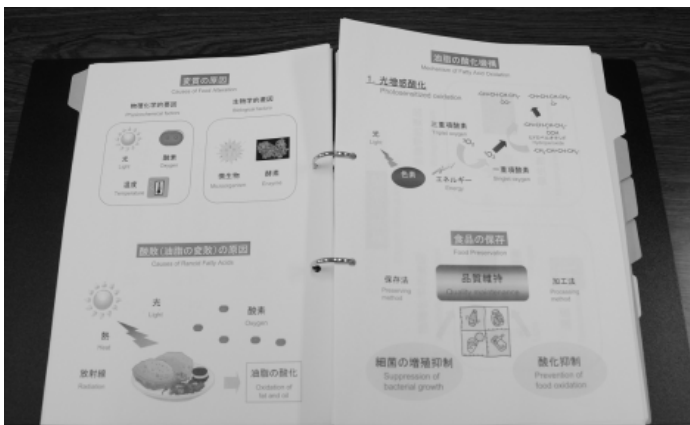 変質の原因
Causes of Food Alteration
物理化学的要因
Physicochemical factors
生物学的要因
Biological factors
光
Light
酸素
Oxygen
温度
Temperature
微生物
Microorganism
酵素
Enzyme
酸敗(油脂の変敗)の原因
Causes of Rancid Fatty Acids
光
Light
酸素
Oxygen
熱
Heat
放射線
Radiation
油脂の酸化
Oxidation of
fat and oil
油脂の酸化機構
Mechanism of Fatty Acid Oxidation
1. 光増感酸化
Photosensitized oxidation
光
Light
三重項酸素
Triplet oxygen
³O₂
¹O₂
色素
エネルギー
Energy
一重項酸素
Singlet oxygen
食品の保存
Food Preservation
保存法
Preserving
method
品質維持
Quality maintenance
加工法
Processing
method
細菌の増殖抑制
Suppression of
bacterial growth
酸化抑制
Prevention of
food oxidation